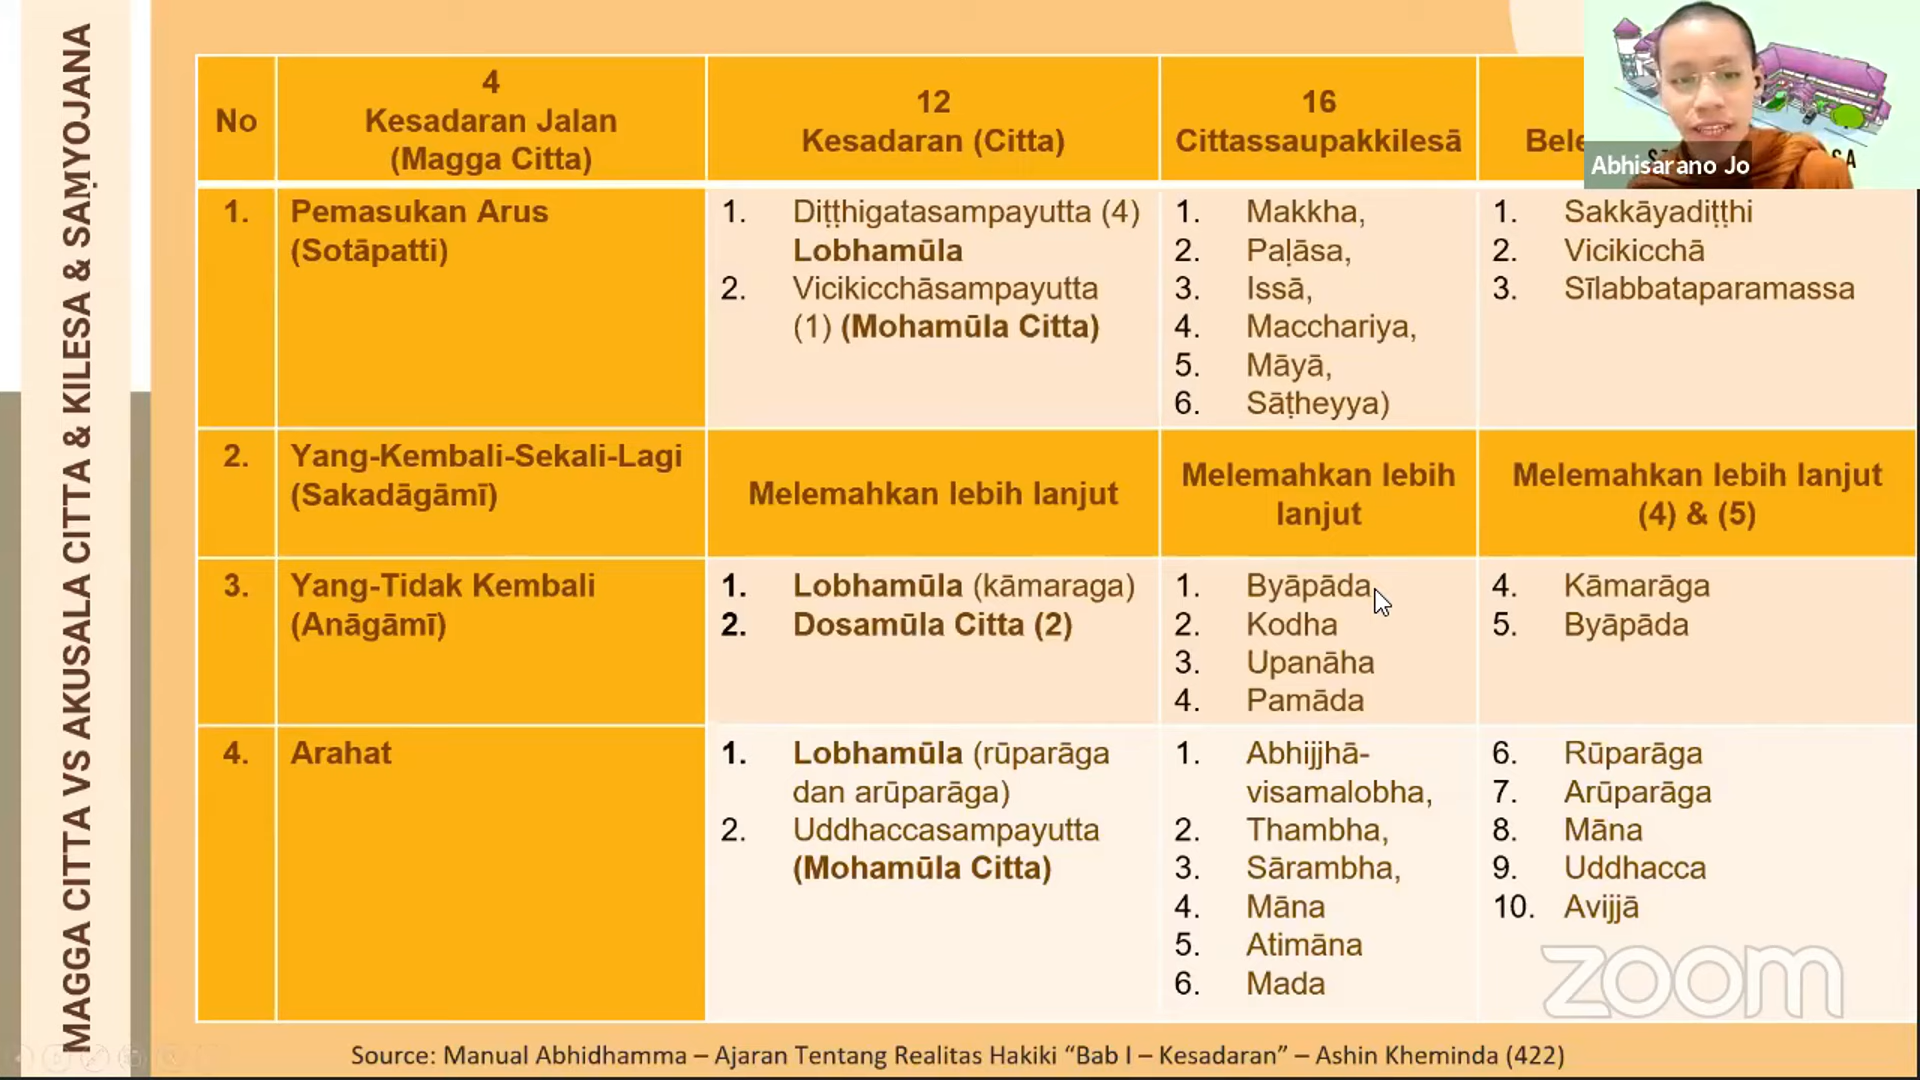 MAGGA CITTA VS AKUSALA CITTA & KILESA & SAṂYOJANA
No
4
Kesadaran Jalan
(Magga Citta)
12
Kesadaran (Citta)
16
Cittassaupakkilesā
Abhisarano Jo
1.
Pemasukan Arus
(Sotāpatti)
1. Diṭṭhigatasampayutta (4)
Lobhamūla
2. Vicikicchāsampayutta
(1) (Mohamūla Citta)
1. Makkha,
2. Paḷāsa,
3. Issā,
4. Macchariya,
5. Māyā,
6. Sāṭheyya)
1. Sakkāyadiṭṭhi
2. Vicikicchā
3. Sīlabbataparamassa
2.
Yang-Kembali-Sekali-Lagi
(Sakadāgāmī)
Melemahkan lebih lanjut
Melemahkan lebih
lanjut
Melemahkan lebih lanjut
(4) & (5)
3.
Yang-Tidak Kembali
(Anāgāmī)
1. Lobhamūla (kāmaraga)
2. Dosamūla Citta (2)
1. Byāpāda,
2. Kodha
3. Upanāha
4. Pamāda
4. Kāmarāga
5. Byāpāda
4.
Arahat
1. Lobhamūla (rūparāga
dan arūparāga)
2. Uddhaccasampayutta
(Mohamūla Citta)
1. Abhijjhā-
visamalobha,
2. Thambha,
3. Sārambha,
4. Māna
5. Atimāna
6. Mada
6. Rūparāga
7. Arūparāga
8. Māna
9. Uddhacca
10. Avijjā
zoom
Source: Manual Abhidhamma – Ajaran Tentang Realitas Hakiki “Bab I – Kesadaran” – Ashin Kheminda (422)